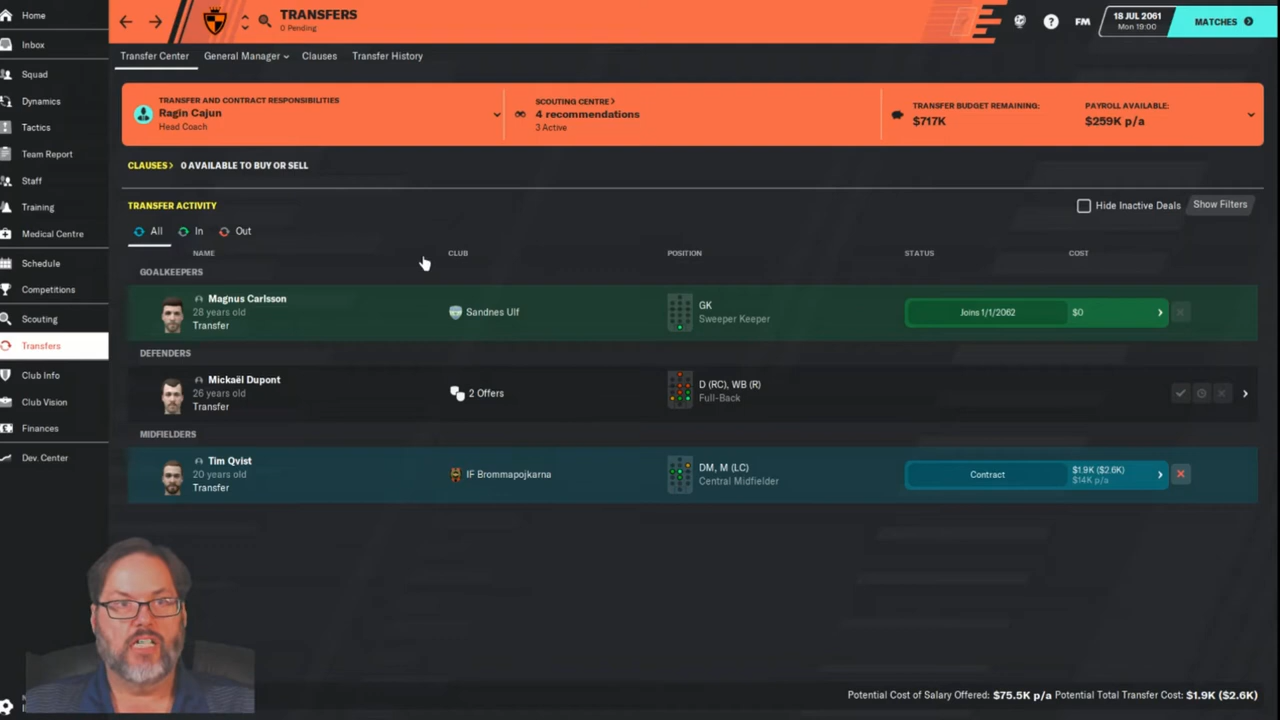 Home
Inbox
Squad
Dynamics
Tactics
Team Report
Staff
Training
Medical Centre
Schedule
Competitions
Scouting
Transfers
Club Info
Club Vision
Finances
Dev. Center
TRANSFERS
0 Pending
FM
18 JUL 2061
Mon 19:00
MATCHES
Transfer Center
General Manager
Clauses
Transfer History
TRANSFER AND CONTRACT RESPONSIBILITIES
Ragin Cajun
Head Coach
SCOUTING CENTRE >
4 recommendations
3 Active
TRANSFER BUDGET REMAINING:
$717K
PAYROLL AVAILABLE:
$259K p/a
CLAUSES > 0 AVAILABLE TO BUY OR SELL
TRANSFER ACTIVITY
Hide Inactive Deals
Show Filters
All
In
Out
NAME
CLUB
POSITION
STATUS
COST
GOALKEEPERS
Magnus Carlsson
28 years old
Transfer
Sandnes Ulf
GK
Sweeper Keeper
Joins 1/1/2062
$0
DEFENDERS
Mickaël Dupont
26 years old
Transfer
2 Offers
D (RC), WB (R)
Full-Back
MIDFIELDERS
Tim Qvist
20 years old
Transfer
IF Brommapojkarna
DM, M (LC)
Central Midfielder
Contract
$1.9K ($2.6K)
$14K p/a
Potential Cost of Salary Offered: $75.5K p/a Potential Total Transfer Cost: $1.9K ($2.6K)